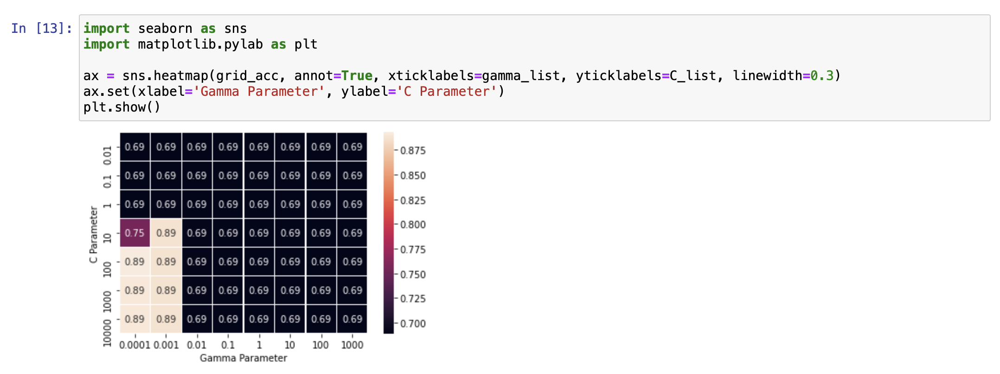 In [13]:
import seaborn as sns
import matplotlib.pylab as plt
ax = sns.heatmap(grid_acc, annot=True, xticklabels=gamma_list, yticklabels=C_list, linewidth=0.3)
ax.set(xlabel='Gamma Parameter', ylabel='C Parameter')
plt.show()
C Parameter
0.01 0.69 0.69 0.69 0.69 0.69 0.69 0.69 0.69
0.1 0.69 0.69 0.69 0.69 0.69 0.69 0.69 0.69
1 0.69 0.69 0.69 0.69 0.69 0.69 0.69 0.69
10 0.75 0.89 0.69 0.69 0.69 0.69 0.69 0.69
100 0.89 0.89 0.69 0.69 0.69 0.69 0.69 0.69
1000 0.89 0.89 0.69 0.69 0.69 0.69 0.69 0.69
10000 0.89 0.89 0.69 0.69 0.69 0.69 0.69 0.69
0.0001 0.001 0.01 0.1 1 10 100 1000
Gamma Parameter
0.875
0.850
0.825
0.800
0.775
0.750
0.725
0.700